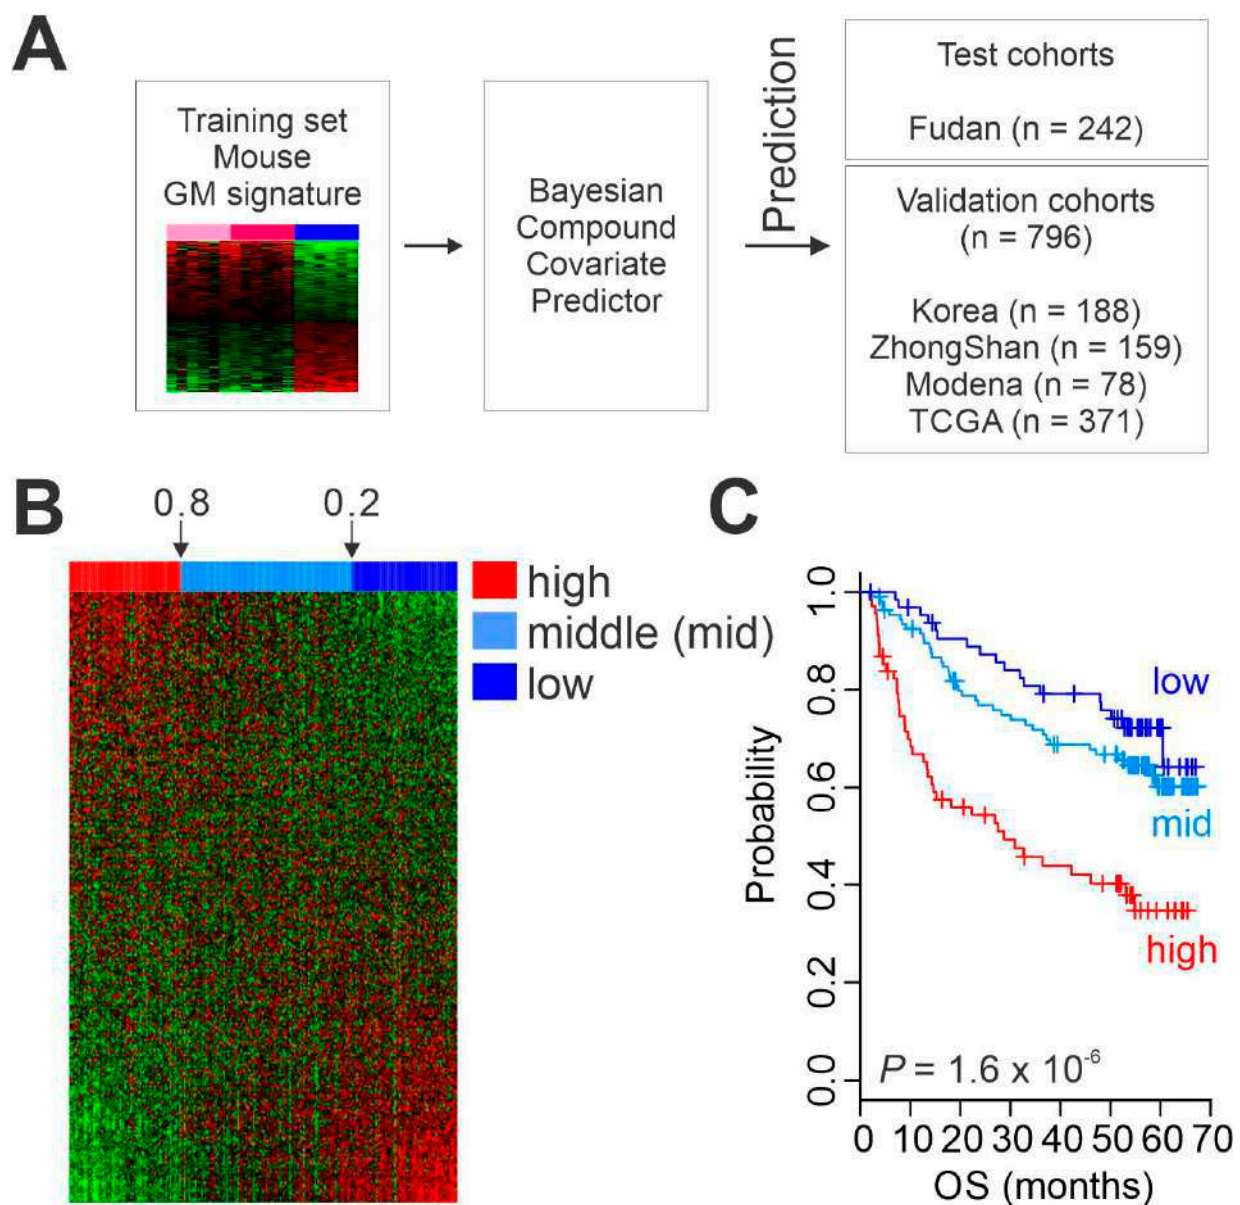 A
Training set
Mouse
GM signature
Bayesian
Compound
Covariate
Predictor
Prediction
Test cohorts
Fudan (n = 242)
Validation cohorts
(n = 796)
Korea (n = 188)
ZhongShan (n = 159)
Modena (n = 78)
TCGA (n = 371)
B
0.8 0.2
high
middle (mid)
low
C
Probability
1.0
0.8
0.6
0.4
0.2
0.0
low
mid
high
P = 1.6 x 10⁻⁶
0 10 20 30 40 50 60 70
OS (months)